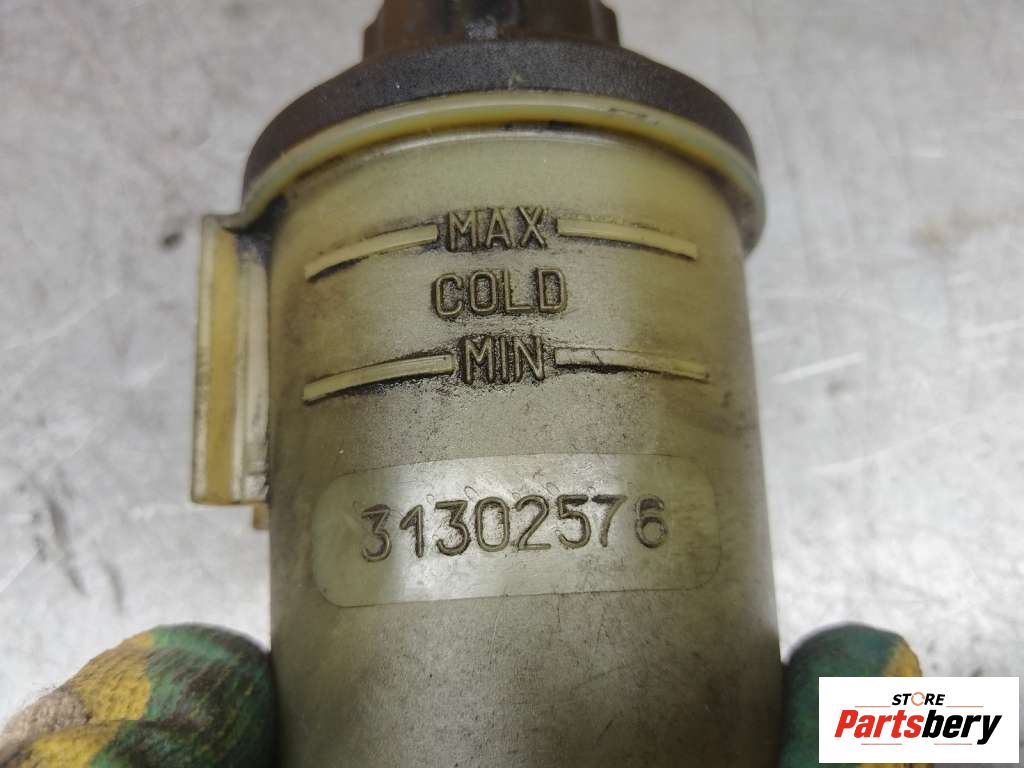 MAX
COLD
MIN
31302576
STORE
Partsbery